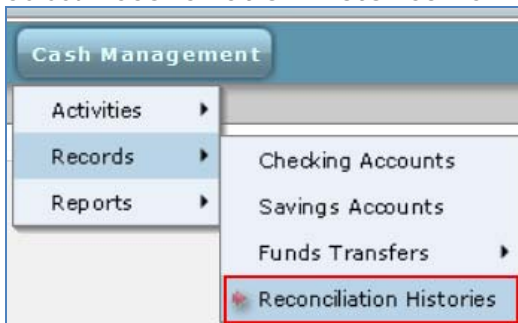 Cash Management
Activities
Records
Reports
Checking Accounts
Savings Accounts
Funds Transfers
Reconciliation Histories